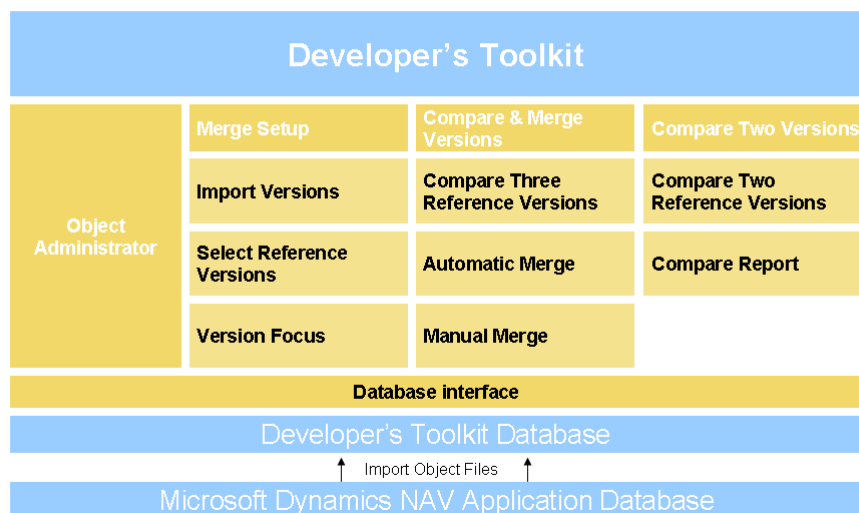 Developer's Toolkit
Object
Administrator
Merge Setup
Import Versions
Select Reference
Versions
Version Focus
Compare & Merge
Versions
Compare Three
Reference Versions
Automatic Merge
Manual Merge
Compare Two Versions
Compare Two
Reference Versions
Compare Report
Database interface
Developer's Toolkit Database
Import Object Files
Microsoft Dynamics NAV Application Database